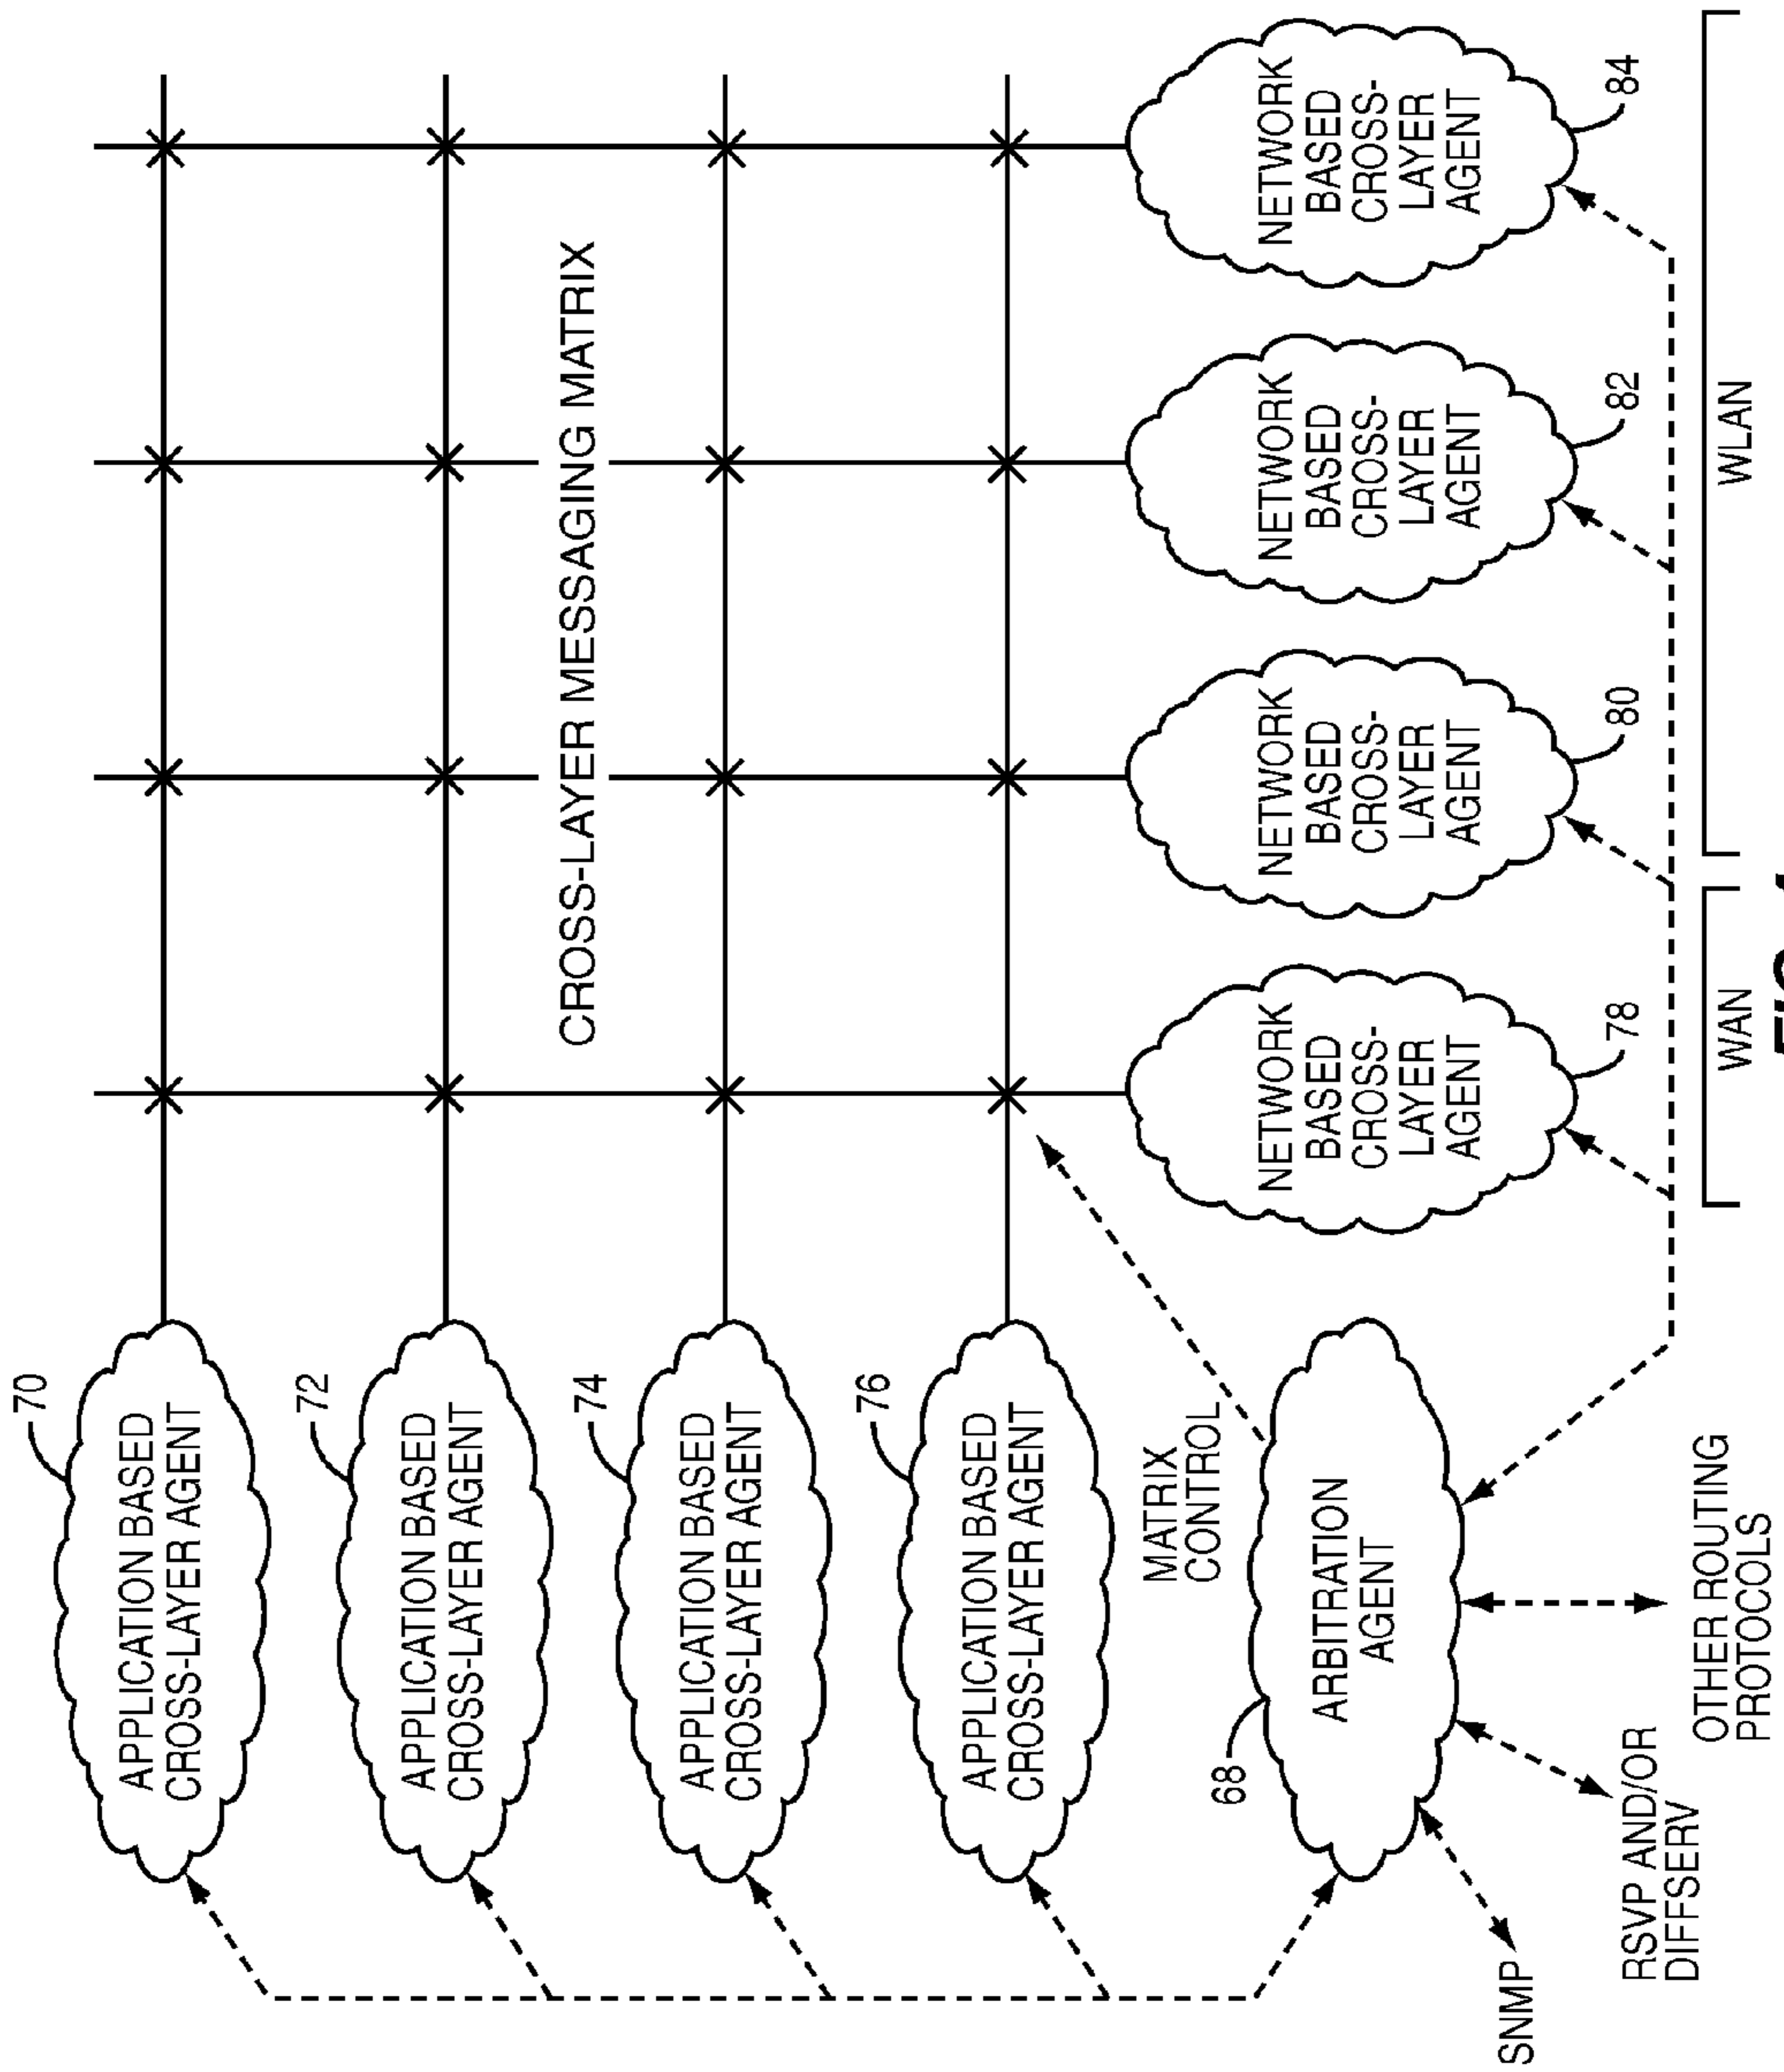 70
APPLICATION BASED
CROSS-LAYER AGENT
72
APPLICATION BASED
CROSS-LAYER AGENT
CROSS-LAYER MESSAGING MATRIX
74
APPLICATION BASED
CROSS-LAYER AGENT
76
APPLICATION BASED
CROSS-LAYER AGENT
MATRIX
CONTROL
68
ARBITRATION
AGENT
NETWORK
BASED
CROSS-
LAYER
AGENT
78
NETWORK
BASED
CROSS-
LAYER
AGENT
80
NETWORK
BASED
CROSS-
LAYER
AGENT
82
NETWORK
BASED
CROSS-
LAYER
AGENT
84
SNMP
RSVP AND/OR
DIFFSERV
OTHER ROUTING
PROTOCOLS
WAN
WLAN